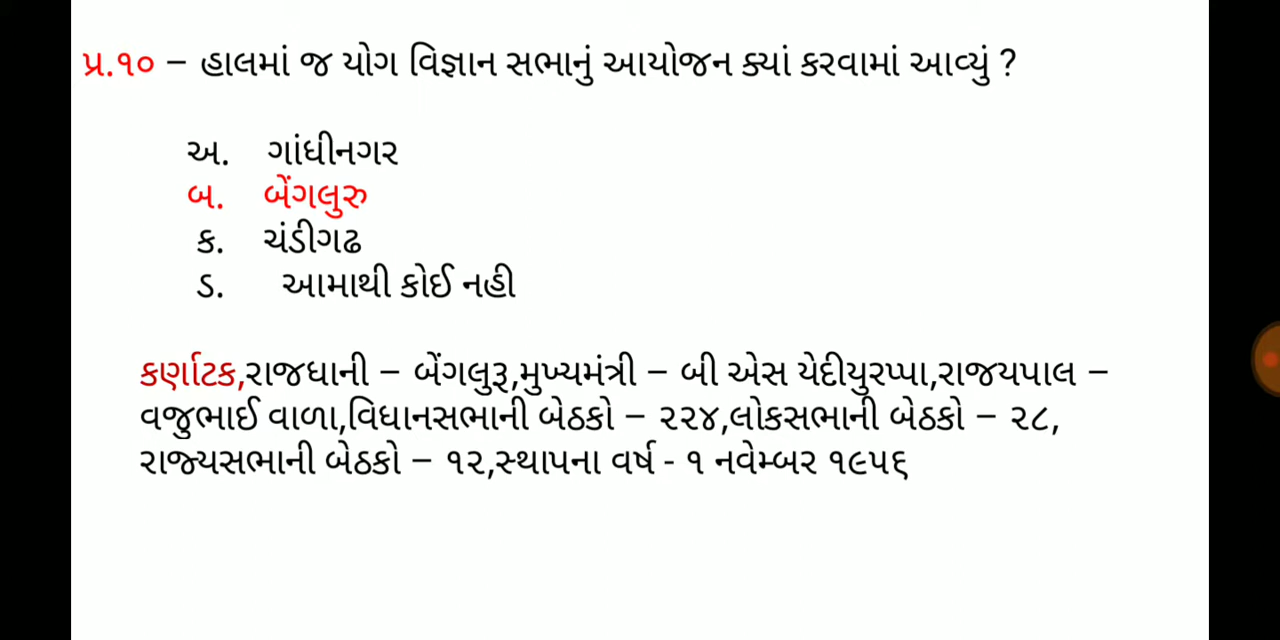 પ્ર.૧૦ – હાલમાં જ યોગ વિજ્ઞાન સભાનું આયોજન ક્યાં કરવામાં આવ્યું ?
અ. ગાંધીનગર
બ. બેંગલુરુ
ક. ચંડીગઢ
ડ. આમાથી કોઈ નહી
કર્ણાટક,રાજધાની – બેંગલુરૂ,મુખ્યમંત્રી – બી એસ યેદીયુરપ્પા,રાજયપાલ –
વજુભાઈ વાળા,વિધાનસભાની બેઠકો – ૨૨૪,લોકસભાની બેઠકો – ૨૮,
રાજ્યસભાની બેઠકો – ૧૨,સ્થાપના વર્ષ - ૧ નવેમ્બર ૧૯૫૬